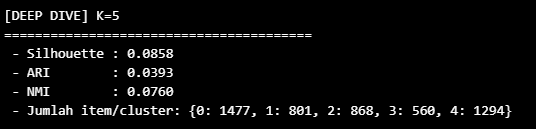 [DEEP DIVE] K=5
========================================
- Silhouette : 0.0858
- ARI        : 0.0393
- NMI        : 0.0760
- Jumlah item/cluster: {0: 1477, 1: 801, 2: 868, 3: 560, 4: 1294}